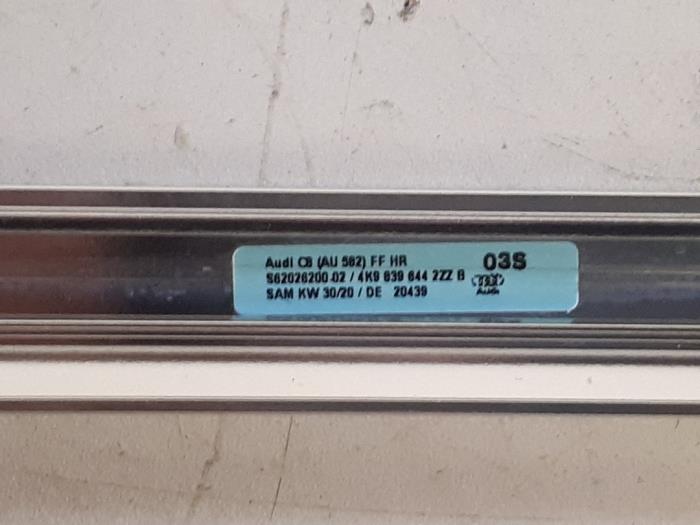 Audi C8 (AU 582) FF HR 03S
S62026200-02 / 4K9 839 644 2ZZ B
SAM KW 30/20 / DE 20439
Audi